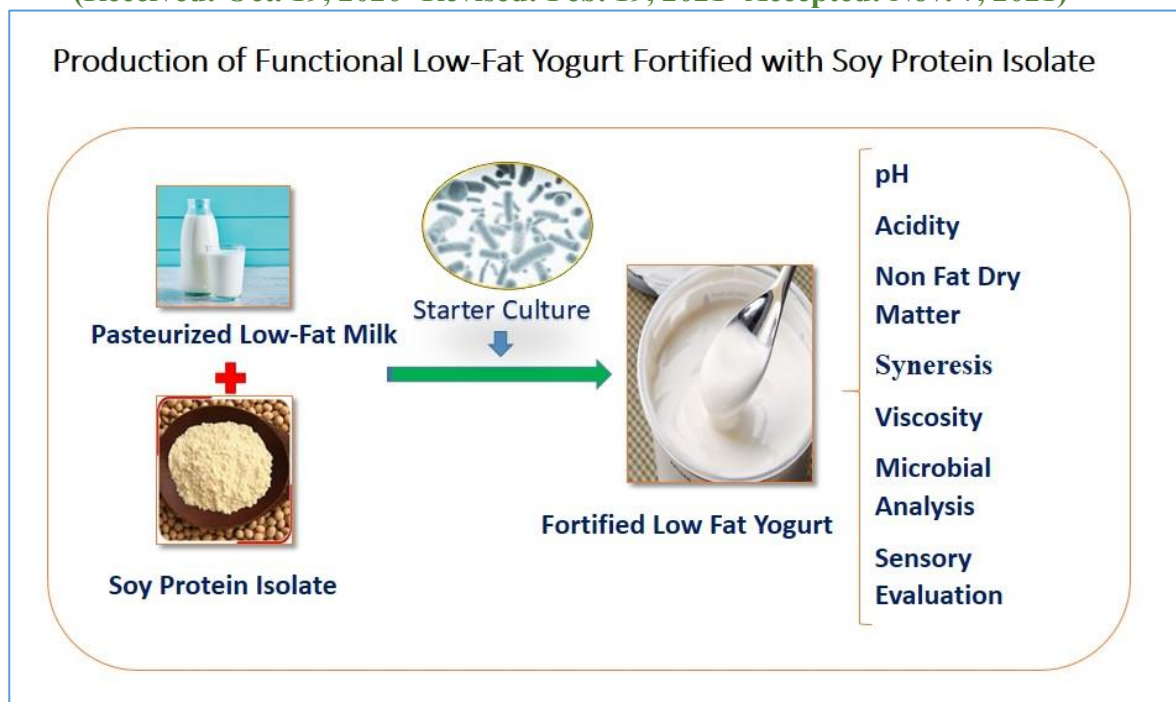 Production of Functional Low-Fat Yogurt Fortified with Soy Protein Isolate
Pasteurized Low-Fat Milk
Soy Protein Isolate
Starter Culture
Fortified Low Fat Yogurt
pH
Acidity
Non Fat Dry
Matter
Syneresis
Viscosity
Microbial
Analysis
Sensory
Evaluation